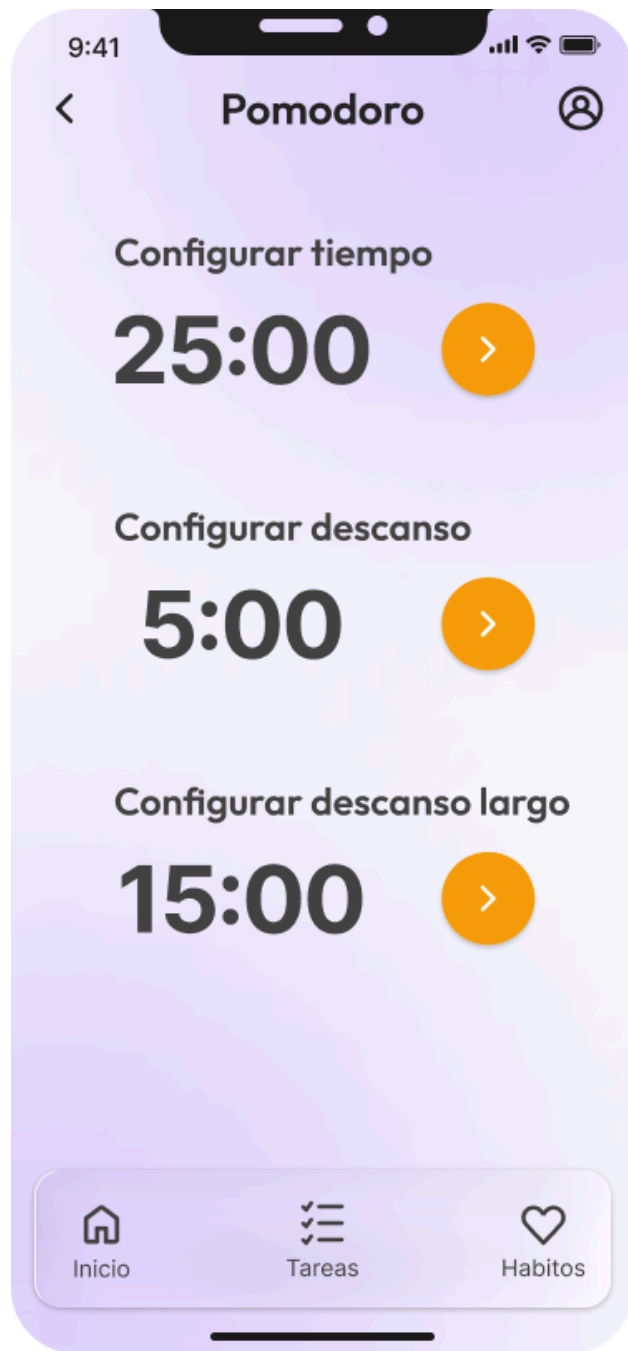 9:41
Pomodoro
Configurar tiempo
25:00
Configurar descanso
5:00
Configurar descanso largo
15:00
Inicio Tareas Habitos